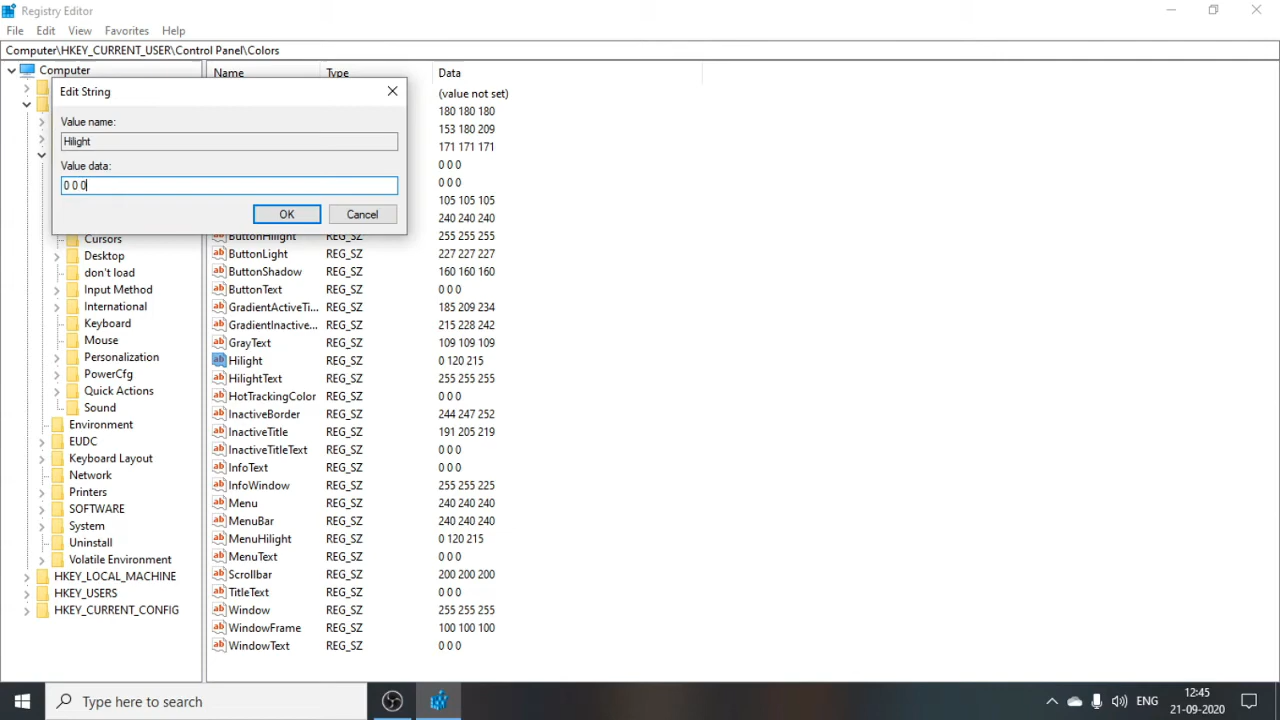 Registry Editor
File Edit View Favorites Help
Computer\HKEY_CURRENT_USER\Control Panel\Colors
Computer
Name Type Data
Edit String
Value name:
Hilight
Value data:
0 0 0
OK Cancel
(value not set)
180 180 180
153 180 209
171 171 171
0 0 0
0 0 0
105 105 105
240 240 240
Cursors
Desktop
don't load
Input Method
International
Keyboard
Mouse
Personalization
PowerCfg
Quick Actions
Sound
Environment
EUDC
Keyboard Layout
Network
Printers
SOFTWARE
System
Uninstall
Volatile Environment
HKEY_LOCAL_MACHINE
HKEY_USERS
HKEY_CURRENT_CONFIG
ButtonHilight REG_SZ 255 255 255
ButtonLight REG_SZ 227 227 227
ButtonShadow REG_SZ 160 160 160
ButtonText REG_SZ 0 0 0
GradientActiveTi... REG_SZ 185 209 234
GradientInactive... REG_SZ 215 228 242
GrayText REG_SZ 109 109 109
Hilight REG_SZ 0 120 215
HilightText REG_SZ 255 255 255
HotTrackingColor REG_SZ 0 0 0
InactiveBorder REG_SZ 244 247 252
InactiveTitle REG_SZ 191 205 219
InactiveTitleText REG_SZ 0 0 0
InfoText REG_SZ 0 0 0
InfoWindow REG_SZ 255 255 225
Menu REG_SZ 240 240 240
MenuBar REG_SZ 240 240 240
MenuHilight REG_SZ 0 120 215
MenuText REG_SZ 0 0 0
Scrollbar REG_SZ 200 200 200
TitleText REG_SZ 0 0 0
Window REG_SZ 255 255 255
WindowFrame REG_SZ 100 100 100
WindowText REG_SZ 0 0 0
Type here to search
ENG
12:45
21-09-2020